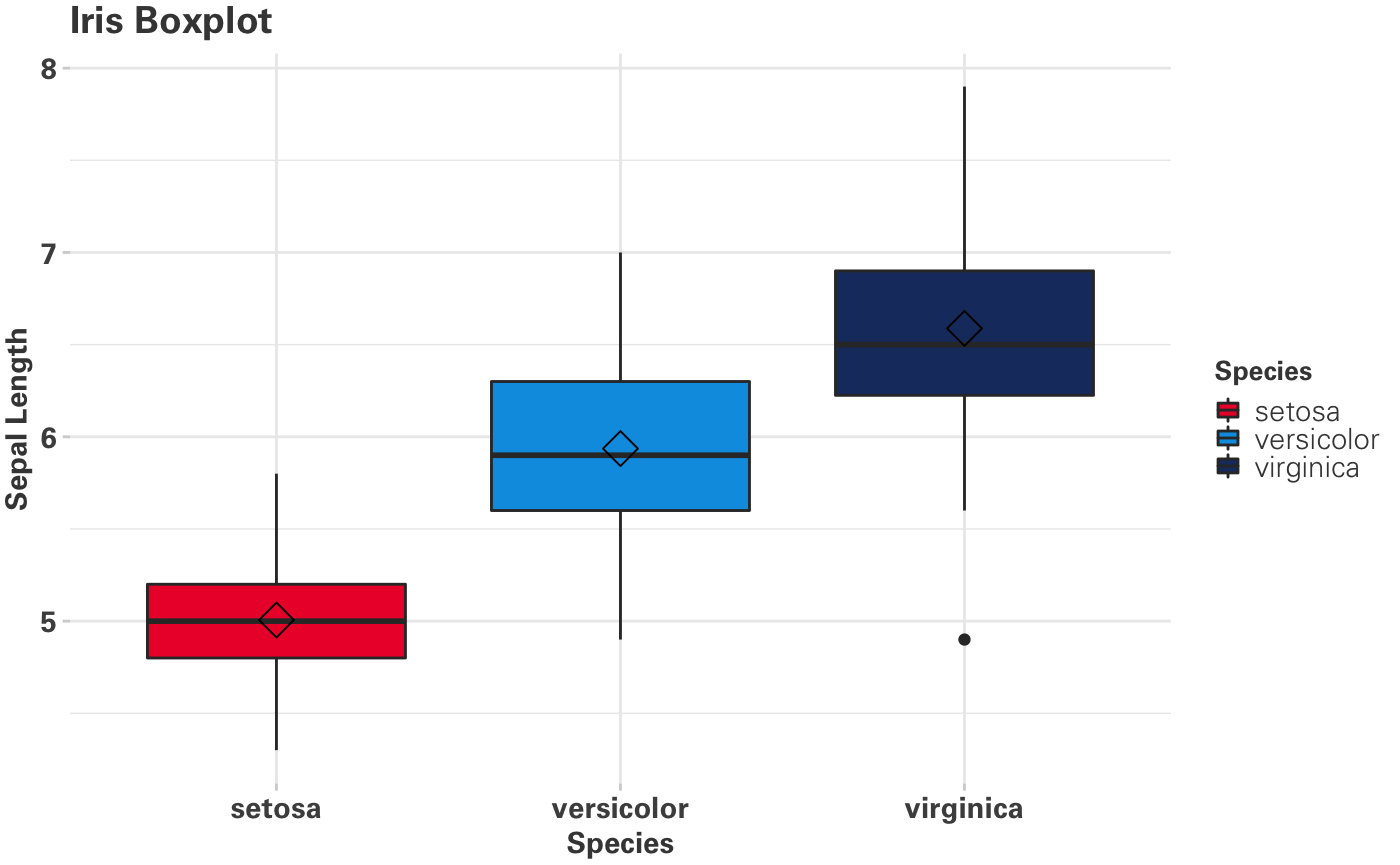 Iris Boxplot
8
7
6
5
Sepal Length
setosa
versicolor
virginica
Species
Species
setosa
versicolor
virginica